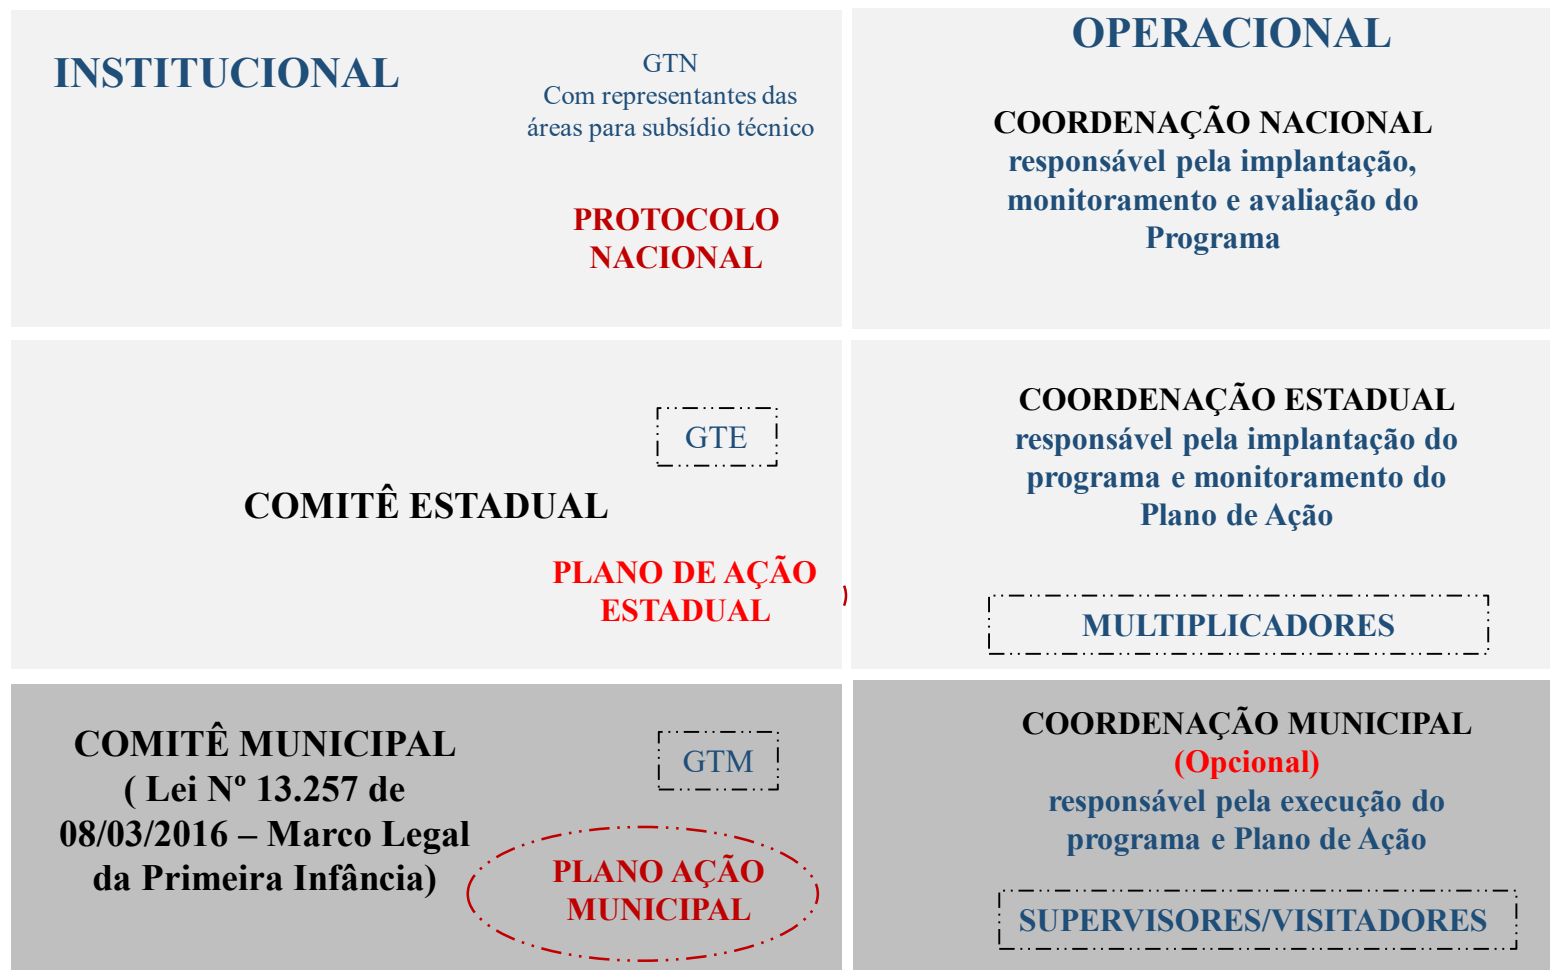 INSTITUCIONAL
GTN
Com representantes das
áreas para subsídio técnico
PROTOCOLO
NACIONAL
OPERACIONAL
COORDENAÇÃO NACIONAL
responsável pela implantação,
monitoramento e avaliação do
Programa
GTE
COMITÊ ESTADUAL
PLANO DE AÇÃO
ESTADUAL
COORDENAÇÃO ESTADUAL
responsável pela implantação do
programa e monitoramento do
Plano de Ação
MULTIPLICADORES
COMITÊ MUNICIPAL
( Lei Nº 13.257 de
08/03/2016 – Marco Legal
da Primeira Infância)
GTM
PLANO AÇÃO
MUNICIPAL
COORDENAÇÃO MUNICIPAL
(Opcional)
responsável pela execução do
programa e Plano de Ação
SUPERVISORES/VISITADORES